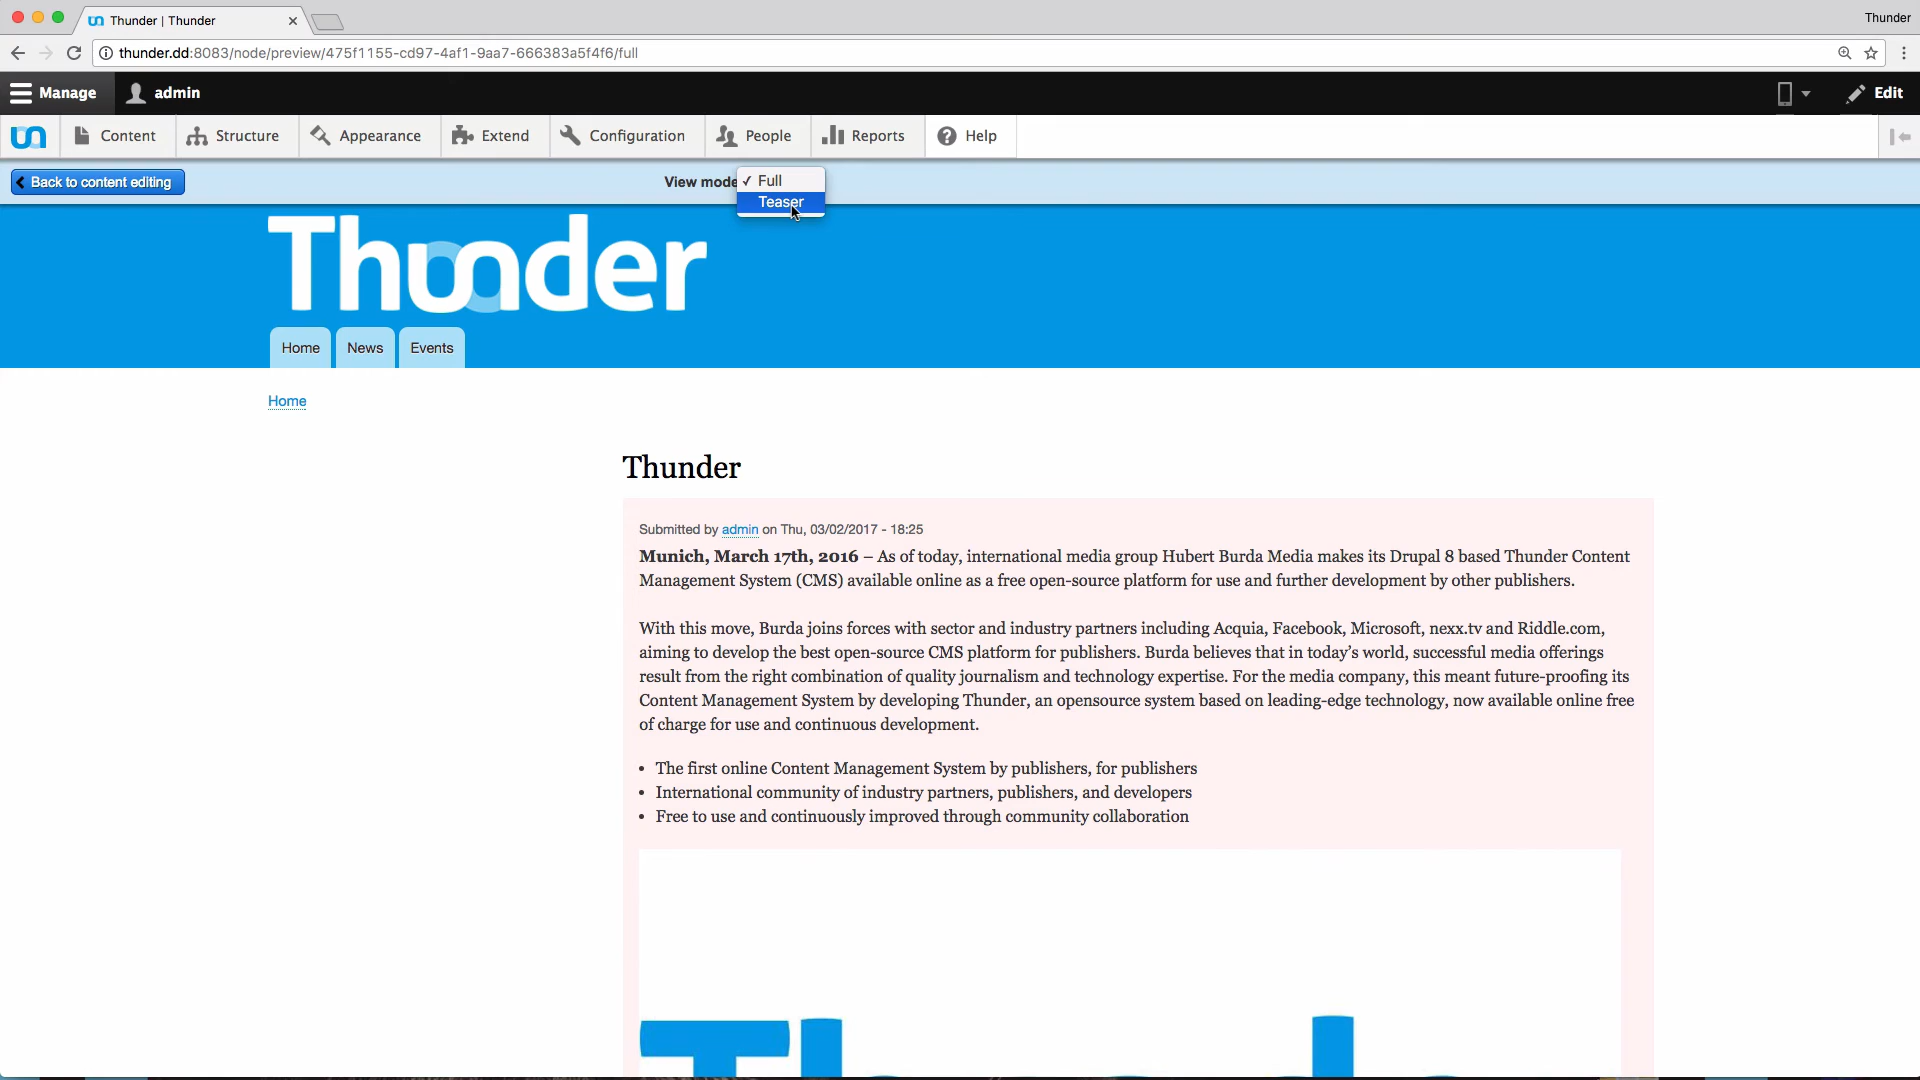 Thunder | Thunder
Thunder
thunder.dd:8083/node/preview/475f1155-cd97-4af1-9aa7-666383a5f4f6/full
Manage
admin
Edit
Content
Structure
Appearance
Extend
Configuration
People
Reports
Help
Back to content editing
View mode
✓ Full
Teaser
Thunder
Home
News
Events
Home
Thunder
Submitted by admin on Thu, 03/02/2017 - 18:25
Munich, March 17th, 2016 – As of today, international media group Hubert Burda Media makes its Drupal 8 based Thunder Content
Management System (CMS) available online as a free open-source platform for use and further development by other publishers.
With this move, Burda joins forces with sector and industry partners including Acquia, Facebook, Microsoft, nexx.tv and Riddle.com,
aiming to develop the best open-source CMS platform for publishers. Burda believes that in today's world, successful media offerings
result from the right combination of quality journalism and technology expertise. For the media company, this meant future-proofing its
Content Management System by developing Thunder, an opensource system based on leading-edge technology, now available online free
of charge for use and continuous development.
• The first online Content Management System by publishers, for publishers
• International community of industry partners, publishers, and developers
• Free to use and continuously improved through community collaboration